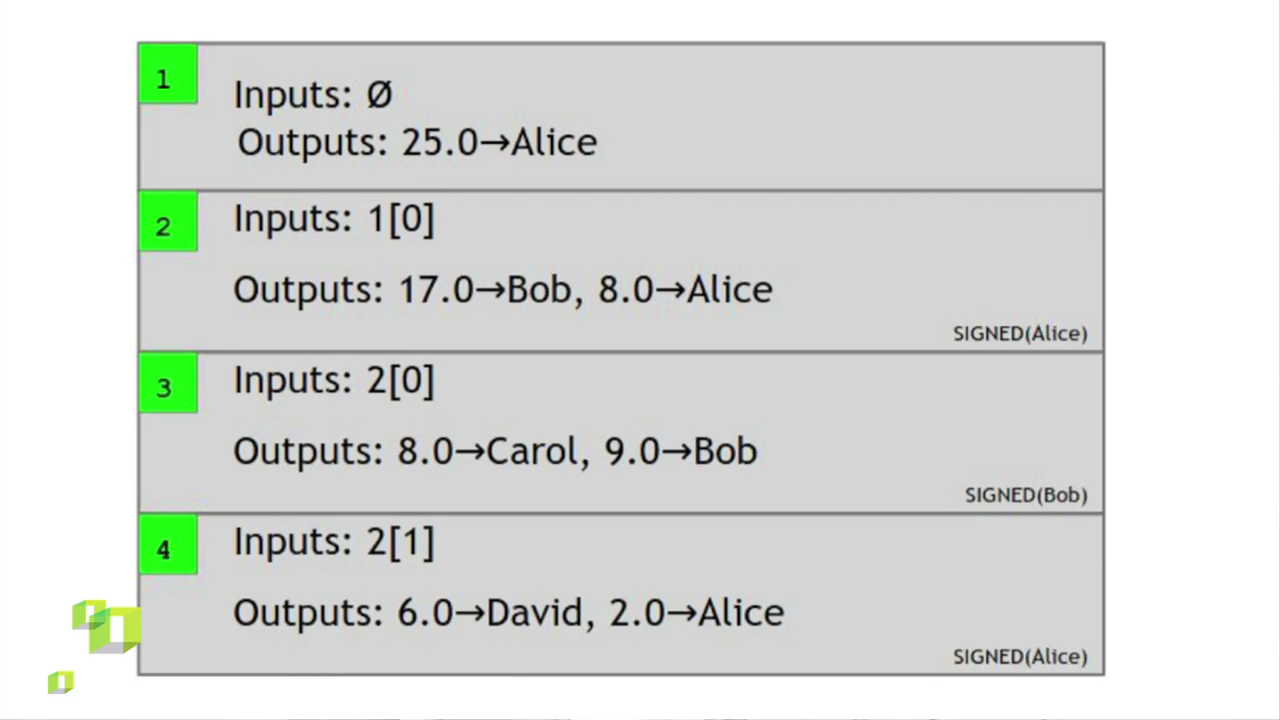 1
Inputs: Ø
Outputs: 25.0→Alice
2
Inputs: 1[0]
Outputs: 17.0→Bob, 8.0→Alice
SIGNED(Alice)
3
Inputs: 2[0]
Outputs: 8.0→Carol, 9.0→Bob
SIGNED(Bob)
4
Inputs: 2[1]
Outputs: 6.0→David, 2.0→Alice
SIGNED(Alice)